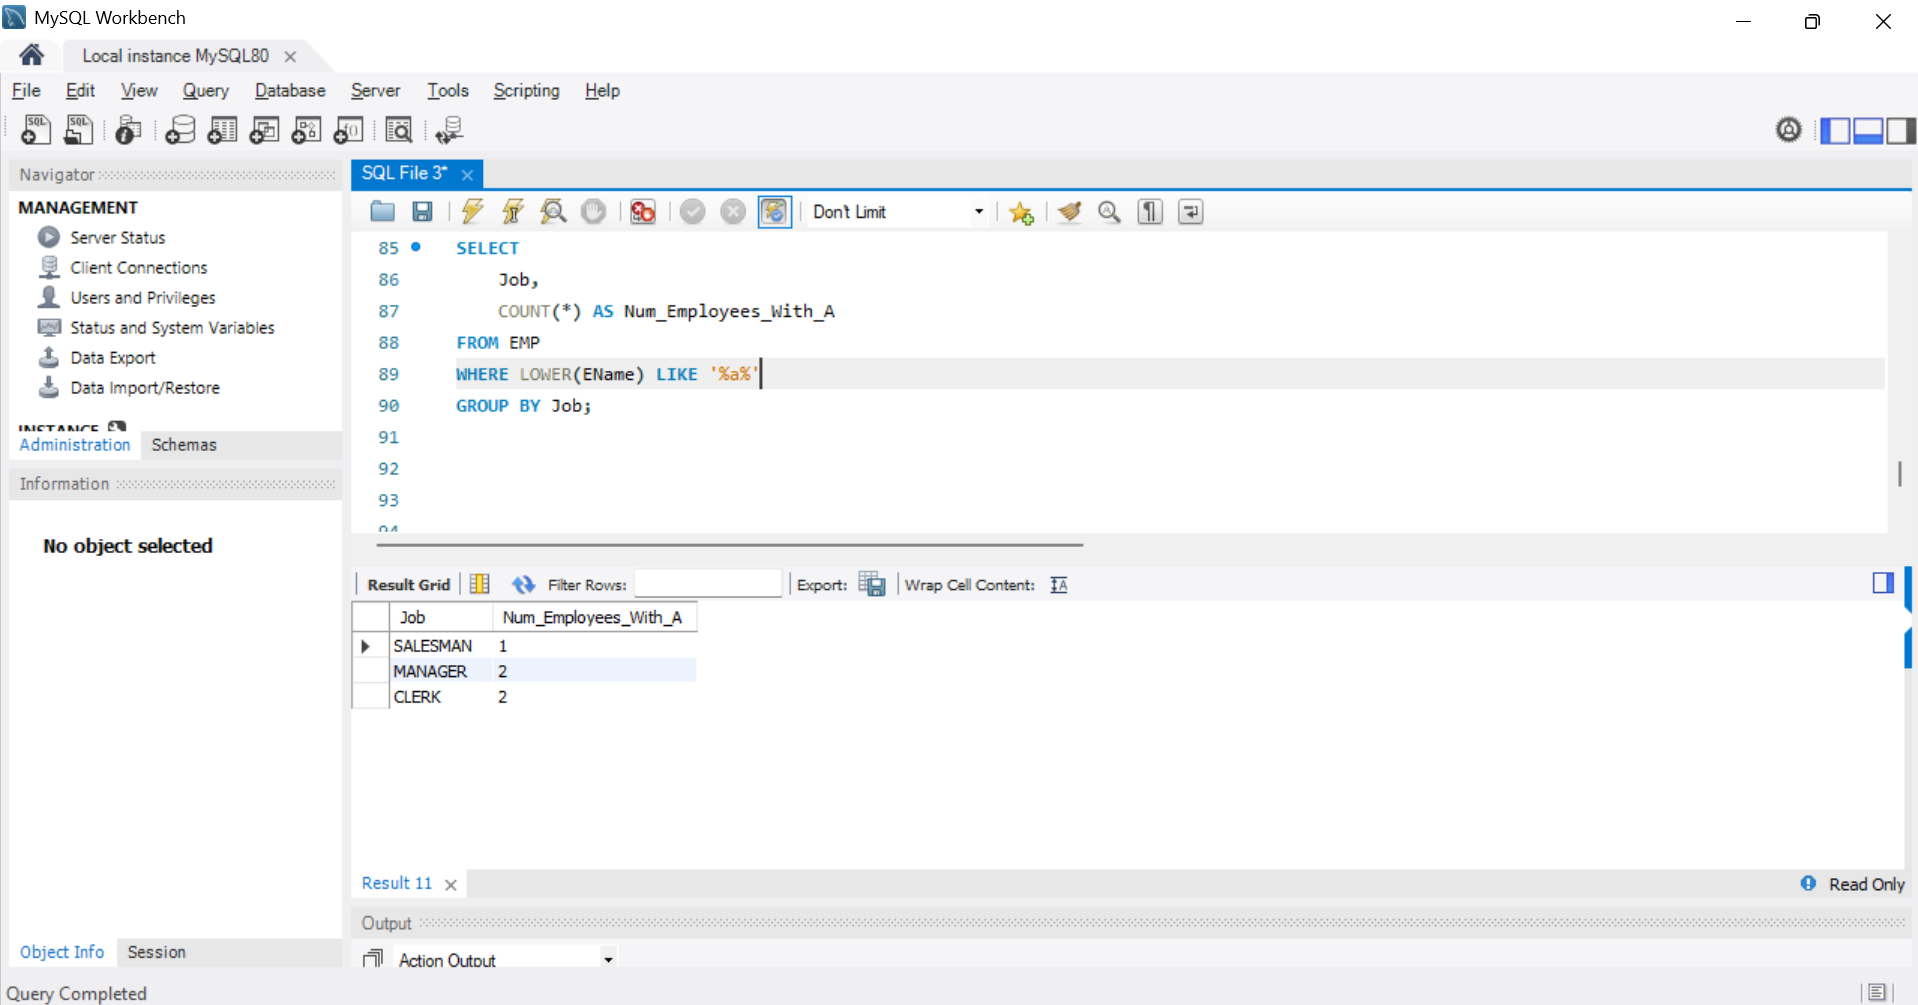 MySQL Workbench
Local instance MySQL80
File Edit View Query Database Server Tools Scripting Help
Navigator
MANAGEMENT
Server Status
Client Connections
Users and Privileges
Status and System Variables
Data Export
Data Import/Restore
INSTANCE
Administration Schemas
Information
No object selected
Object Info Session
SQL File 3*
Don't Limit
85 SELECT
86 Job,
87 COUNT(*) AS Num_Employees_With_A
88 FROM EMP
89 WHERE LOWER(EName) LIKE '%a%'
90 GROUP BY Job;
91
92
93
94
Result Grid Filter Rows: Export: Wrap Cell Content:
Job Num_Employees_With_A
SALESMAN 1
MANAGER 2
CLERK 2
Result 11 Read Only
Output
Action Output
Query Completed